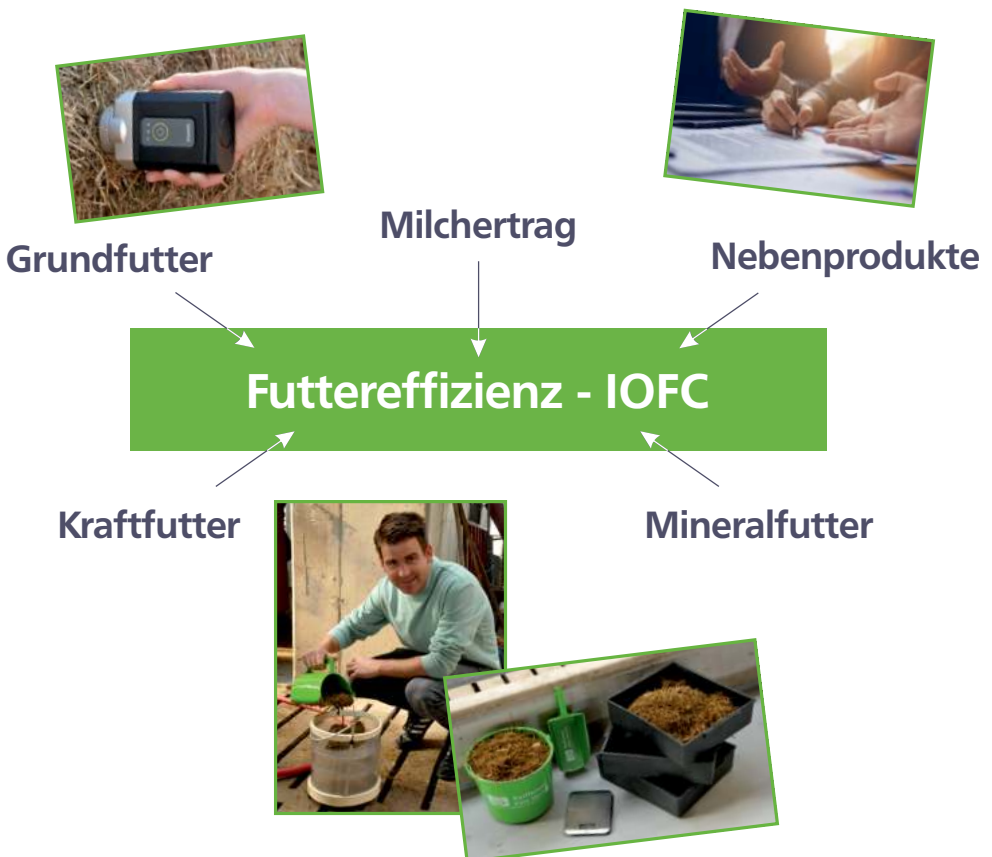 Milchertrag
Grundfutter
Nebenprodukte
Futtereffizienz - IOFC
Kraftfutter
Mineralfutter